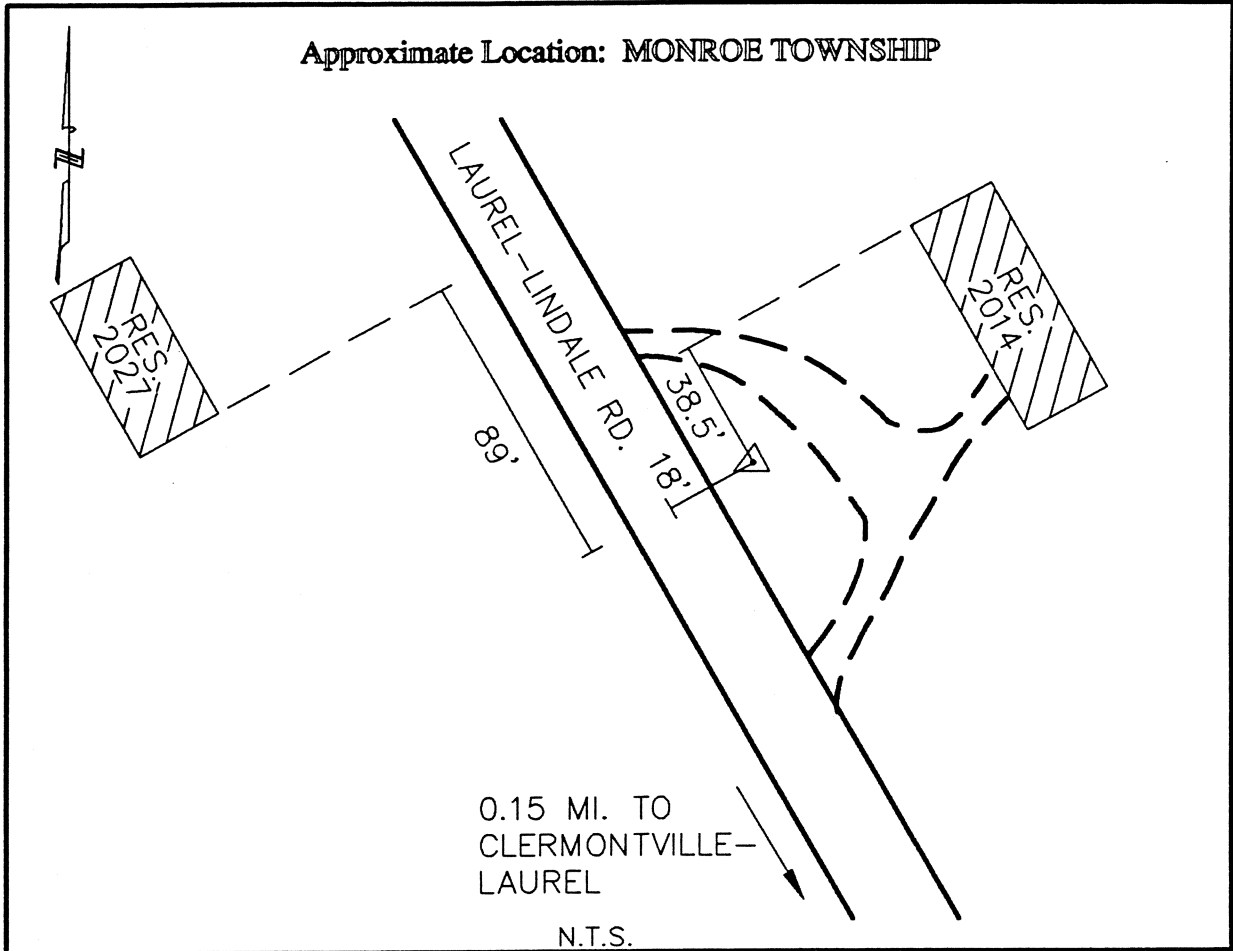 Approximate Location: MONROE TOWNSHIP
N
LAUREL-LINDALE RD. 18'
RES.
2027
RES.
2014
38.5'
89'
0.15 MI. TO
CLERMONTVILLE-
LAUREL
N.T.S.